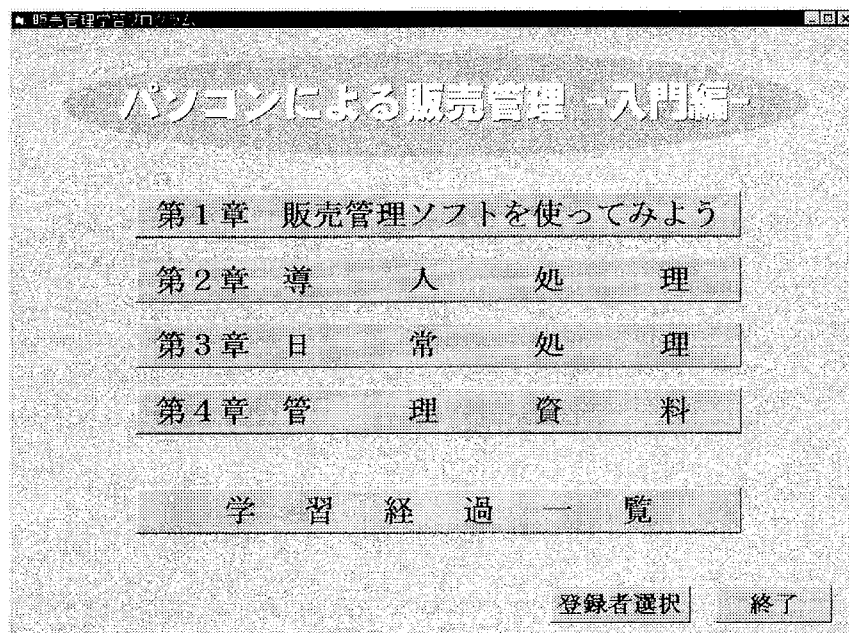 販売管理学習プログラム
パソコンによる販売管理 -入門編-
第1章 販売管理ソフトを使ってみよう
第2章 導入処理
第3章 日常処理
第4章 管理資料
学習経過一覧
登録者選択 終了